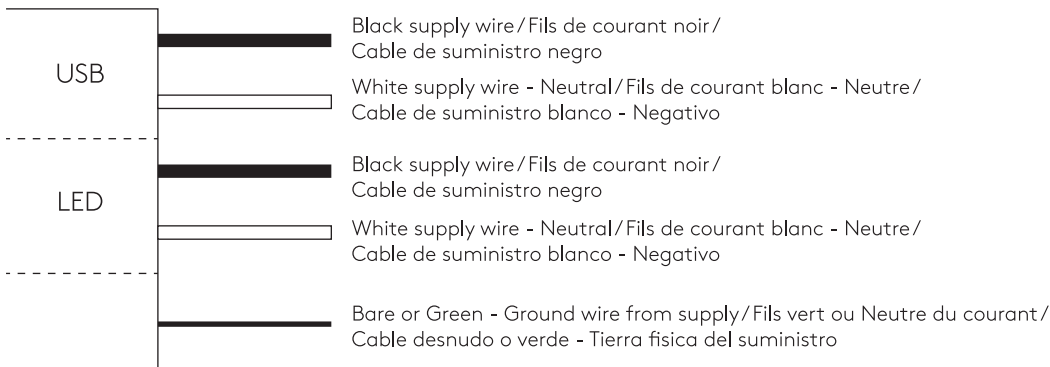 USB
Black supply wire/Fils de courant noir/
Cable de suministro negro
White supply wire - Neutral/Fils de courant blanc - Neutre/
Cable de suministro blanco - Negativo
LED
Black supply wire/Fils de courant noir/
Cable de suministro negro
White supply wire - Neutral/Fils de courant blanc - Neutre/
Cable de suministro blanco - Negativo
Bare or Green - Ground wire from supply/Fils vert ou Neutre du courant/
Cable desnudo o verde - Tierra fisica del suministro